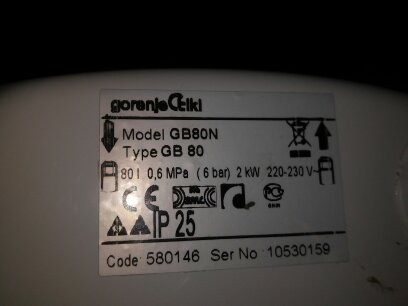 gorenje tiki
Model GB80N
Type GB 80
80 l 0,6 MPa ( 6 bar) 2 kW 220-230 V~
IP 25
Code: 580146 Ser No : 10530159